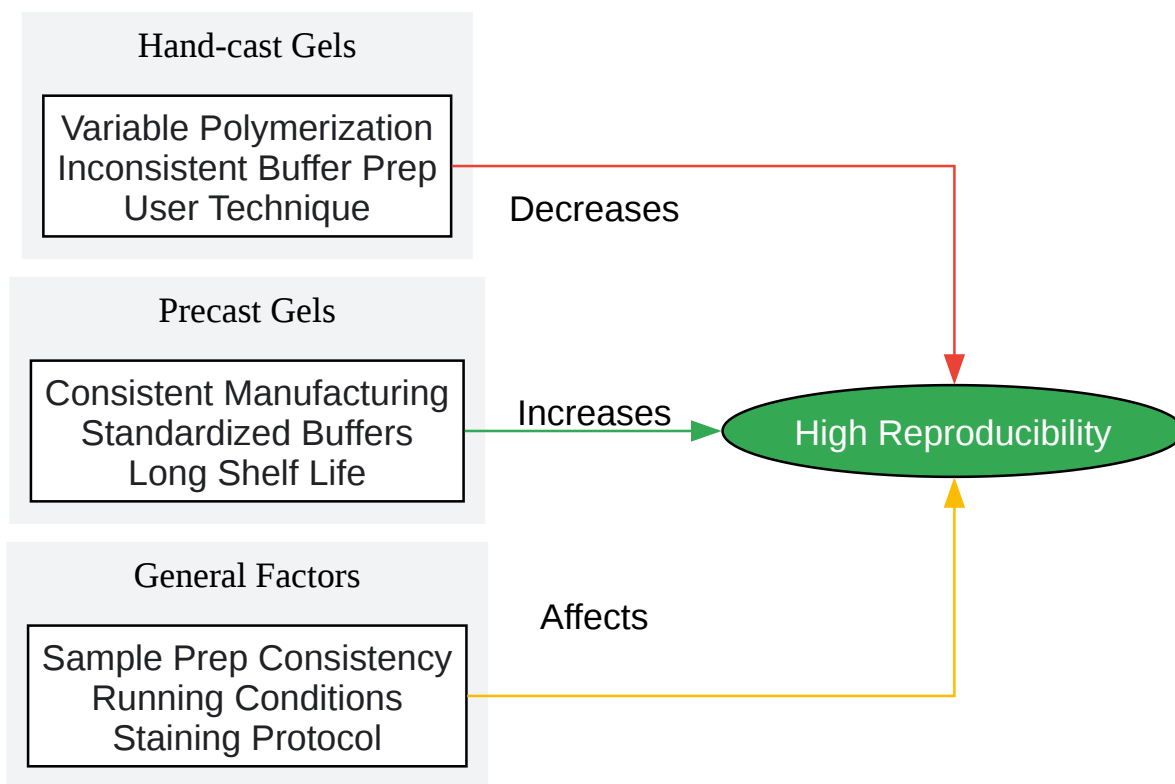 Hand-cast Gels
Variable Polymerization
Inconsistent Buffer Prep
User Technique
Decreases
Precast Gels
Consistent Manufacturing
Standardized Buffers
Long Shelf Life
Increases
High Reproducibility
General Factors
Affects
Sample Prep Consistency
Running Conditions
Staining Protocol